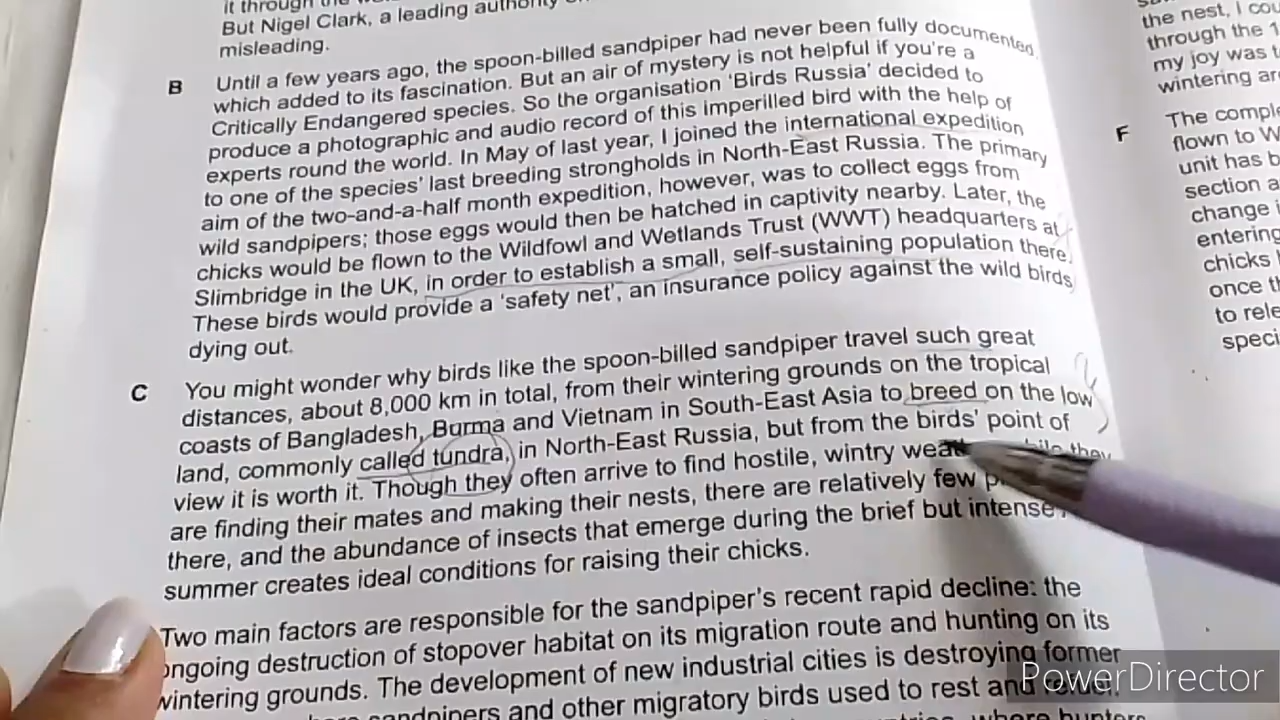 it through the
But Nigel Clark, a leading authority
misleading.
B Until a few years ago, the spoon-billed sandpiper had never been fully documented,
which added to its fascination. But an air of mystery is not helpful if you're a
Critically Endangered species. So the organisation 'Birds Russia' decided to
produce a photographic and audio record of this imperilled bird with the help of
experts round the world. In May of last year, I joined the international expedition
to one of the species' last breeding strongholds in North-East Russia. The primary
aim of the two-and-a-half month expedition, however, was to collect eggs from
wild sandpipers; those eggs would then be hatched in captivity nearby. Later, the
chicks would be flown to the Wildfowl and Wetlands Trust (WWT) headquarters at
Slimbridge in the UK, in order to establish a small, self-sustaining population there.
These birds would provide a 'safety net', an insurance policy against the wild birds
dying out.
C You might wonder why birds like the spoon-billed sandpiper travel such great
distances, about 8,000 km in total, from their wintering grounds on the tropical
coasts of Bangladesh, Burma and Vietnam in South-East Asia to breed on the low
land, commonly called tundra, in North-East Russia, but from the birds' point of
view it is worth it. Though they often arrive to find hostile, wintry while they
are finding their mates and making their nests, there are relatively few
there, and the abundance of insects that emerge during the brief but intense
summer creates ideal conditions for raising their chicks.
Two main factors are responsible for the sandpiper's recent rapid decline: the
ongoing destruction of stopover habitat on its migration route and hunting on its
wintering grounds. The development of new industrial cities is destroying former
sandpipers and other migratory birds used to rest and refuel,
where hunters
the nest, I
through the
my joy was
wintering
F The
flown to
unit has
section
change
entering
chicks
once
to
PowerDirector